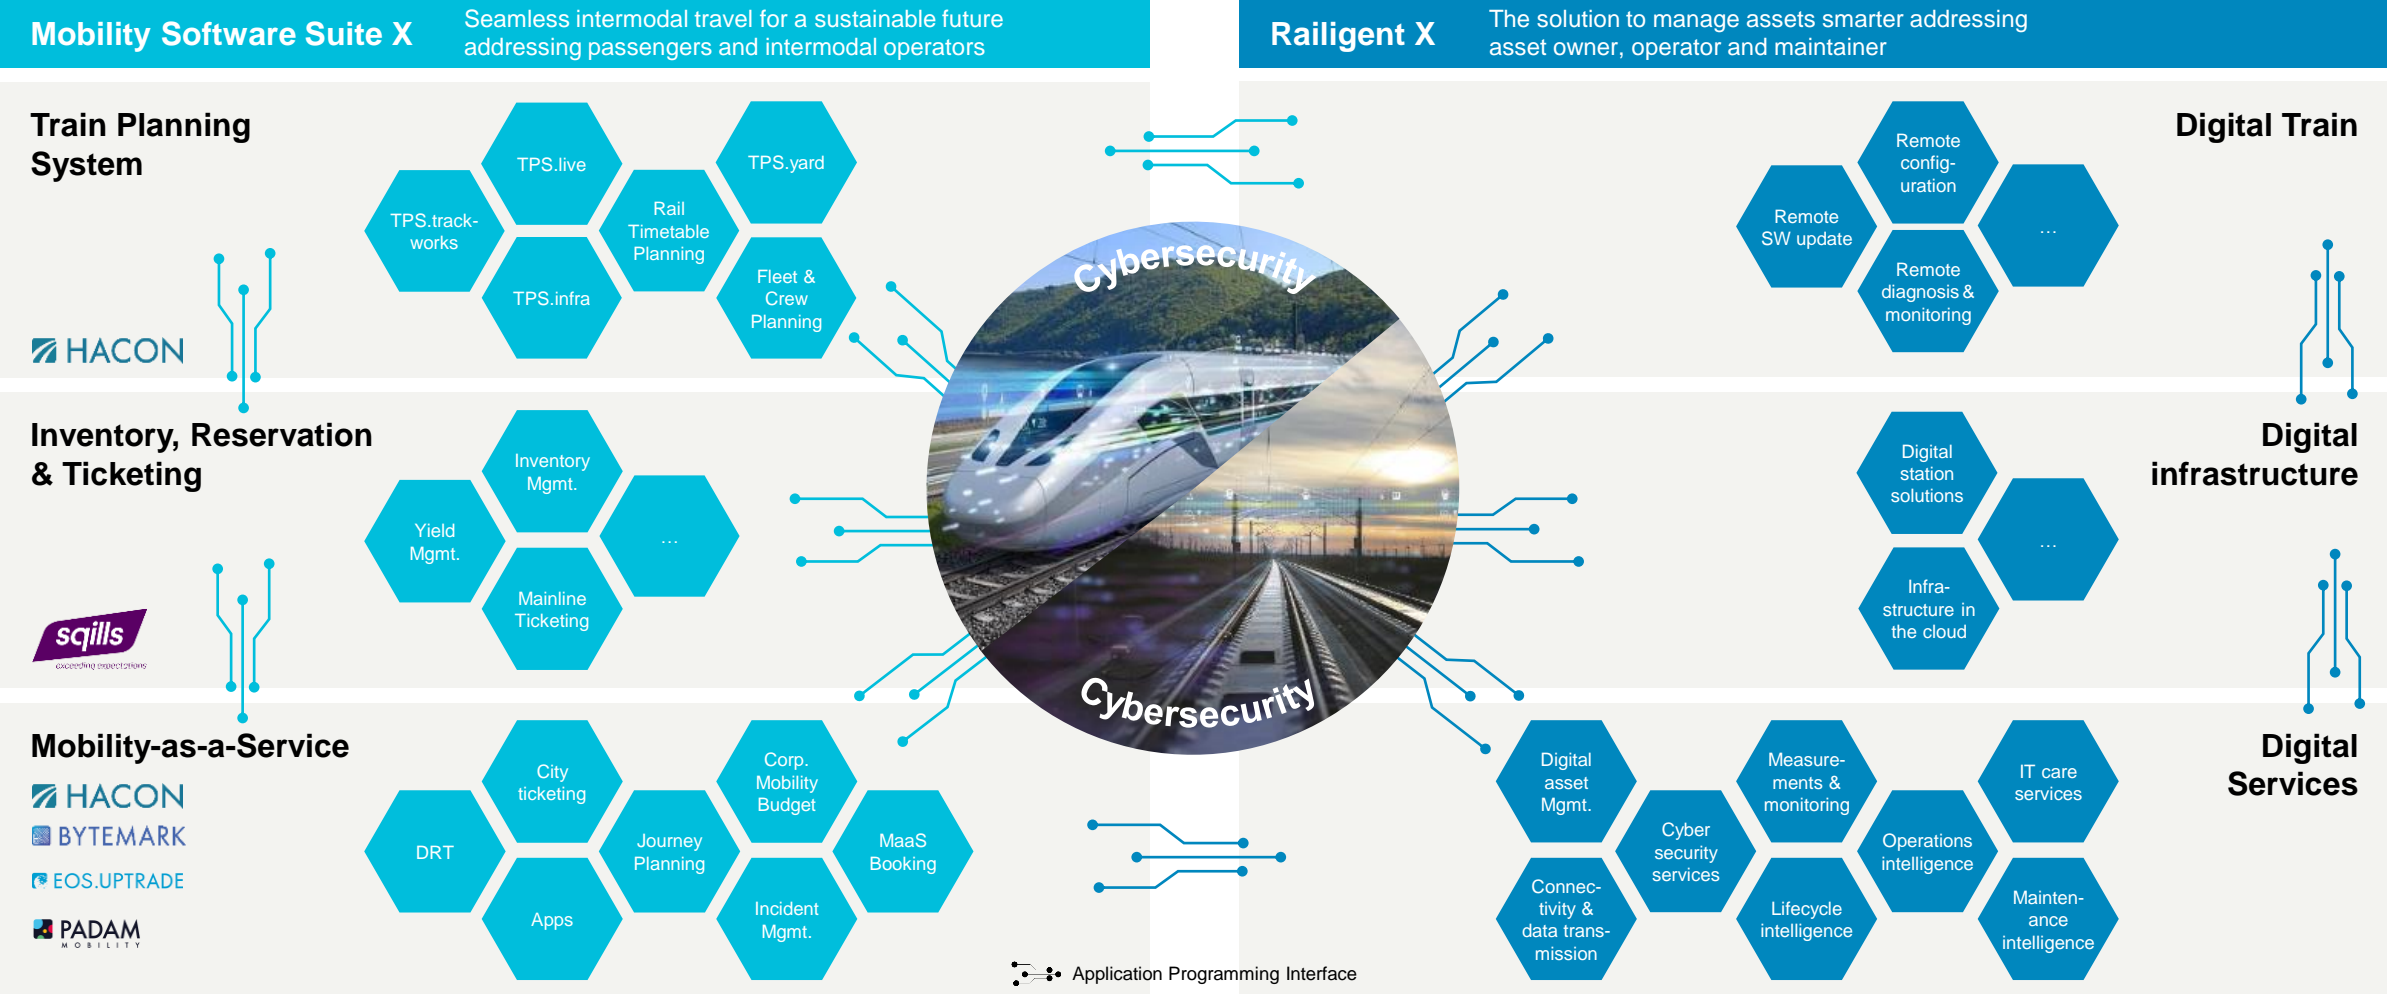 Mobility Software Suite X
Seamless intermodal travel for a sustainable future
addressing passengers and intermodal operators
Railigent X
The solution to manage assets smarter addressing
asset owner, operator and maintainer
Train Planning
System
TPS.track-
works
TPS.live
TPS.infra
Rail
Timetable
Planning
TPS.yard
Fleet &
Crew
Planning
HACON
Inventory, Reservation
& Ticketing
Yield
Mgmt.
Inventory
Mgmt.
Mainline
Ticketing
...
sqills
exceeding expectations
Mobility-as-a-Service
HACON
BYTEMARK
EOS.UPTRADE
PADAM
MOBILITY
DRT
City
ticketing
Apps
Journey
Planning
Corp.
Mobility
Budget
Incident
Mgmt.
MaaS
Booking
Cybersecurity
Cybersecurity
Application Programming Interface
Digital Train
Remote
SW update
Remote
config-
uration
Remote
diagnosis &
monitoring
...
Digital
infrastructure
Digital
station
solutions
Infra-
structure in
the cloud
...
Digital
Services
Digital
asset
Mgmt.
Connec-
tivity &
data trans-
mission
Cyber
security
services
Measure-
ments &
monitoring
Lifecycle
intelligence
Operations
intelligence
IT care
services
Mainten-
ance
intelligence